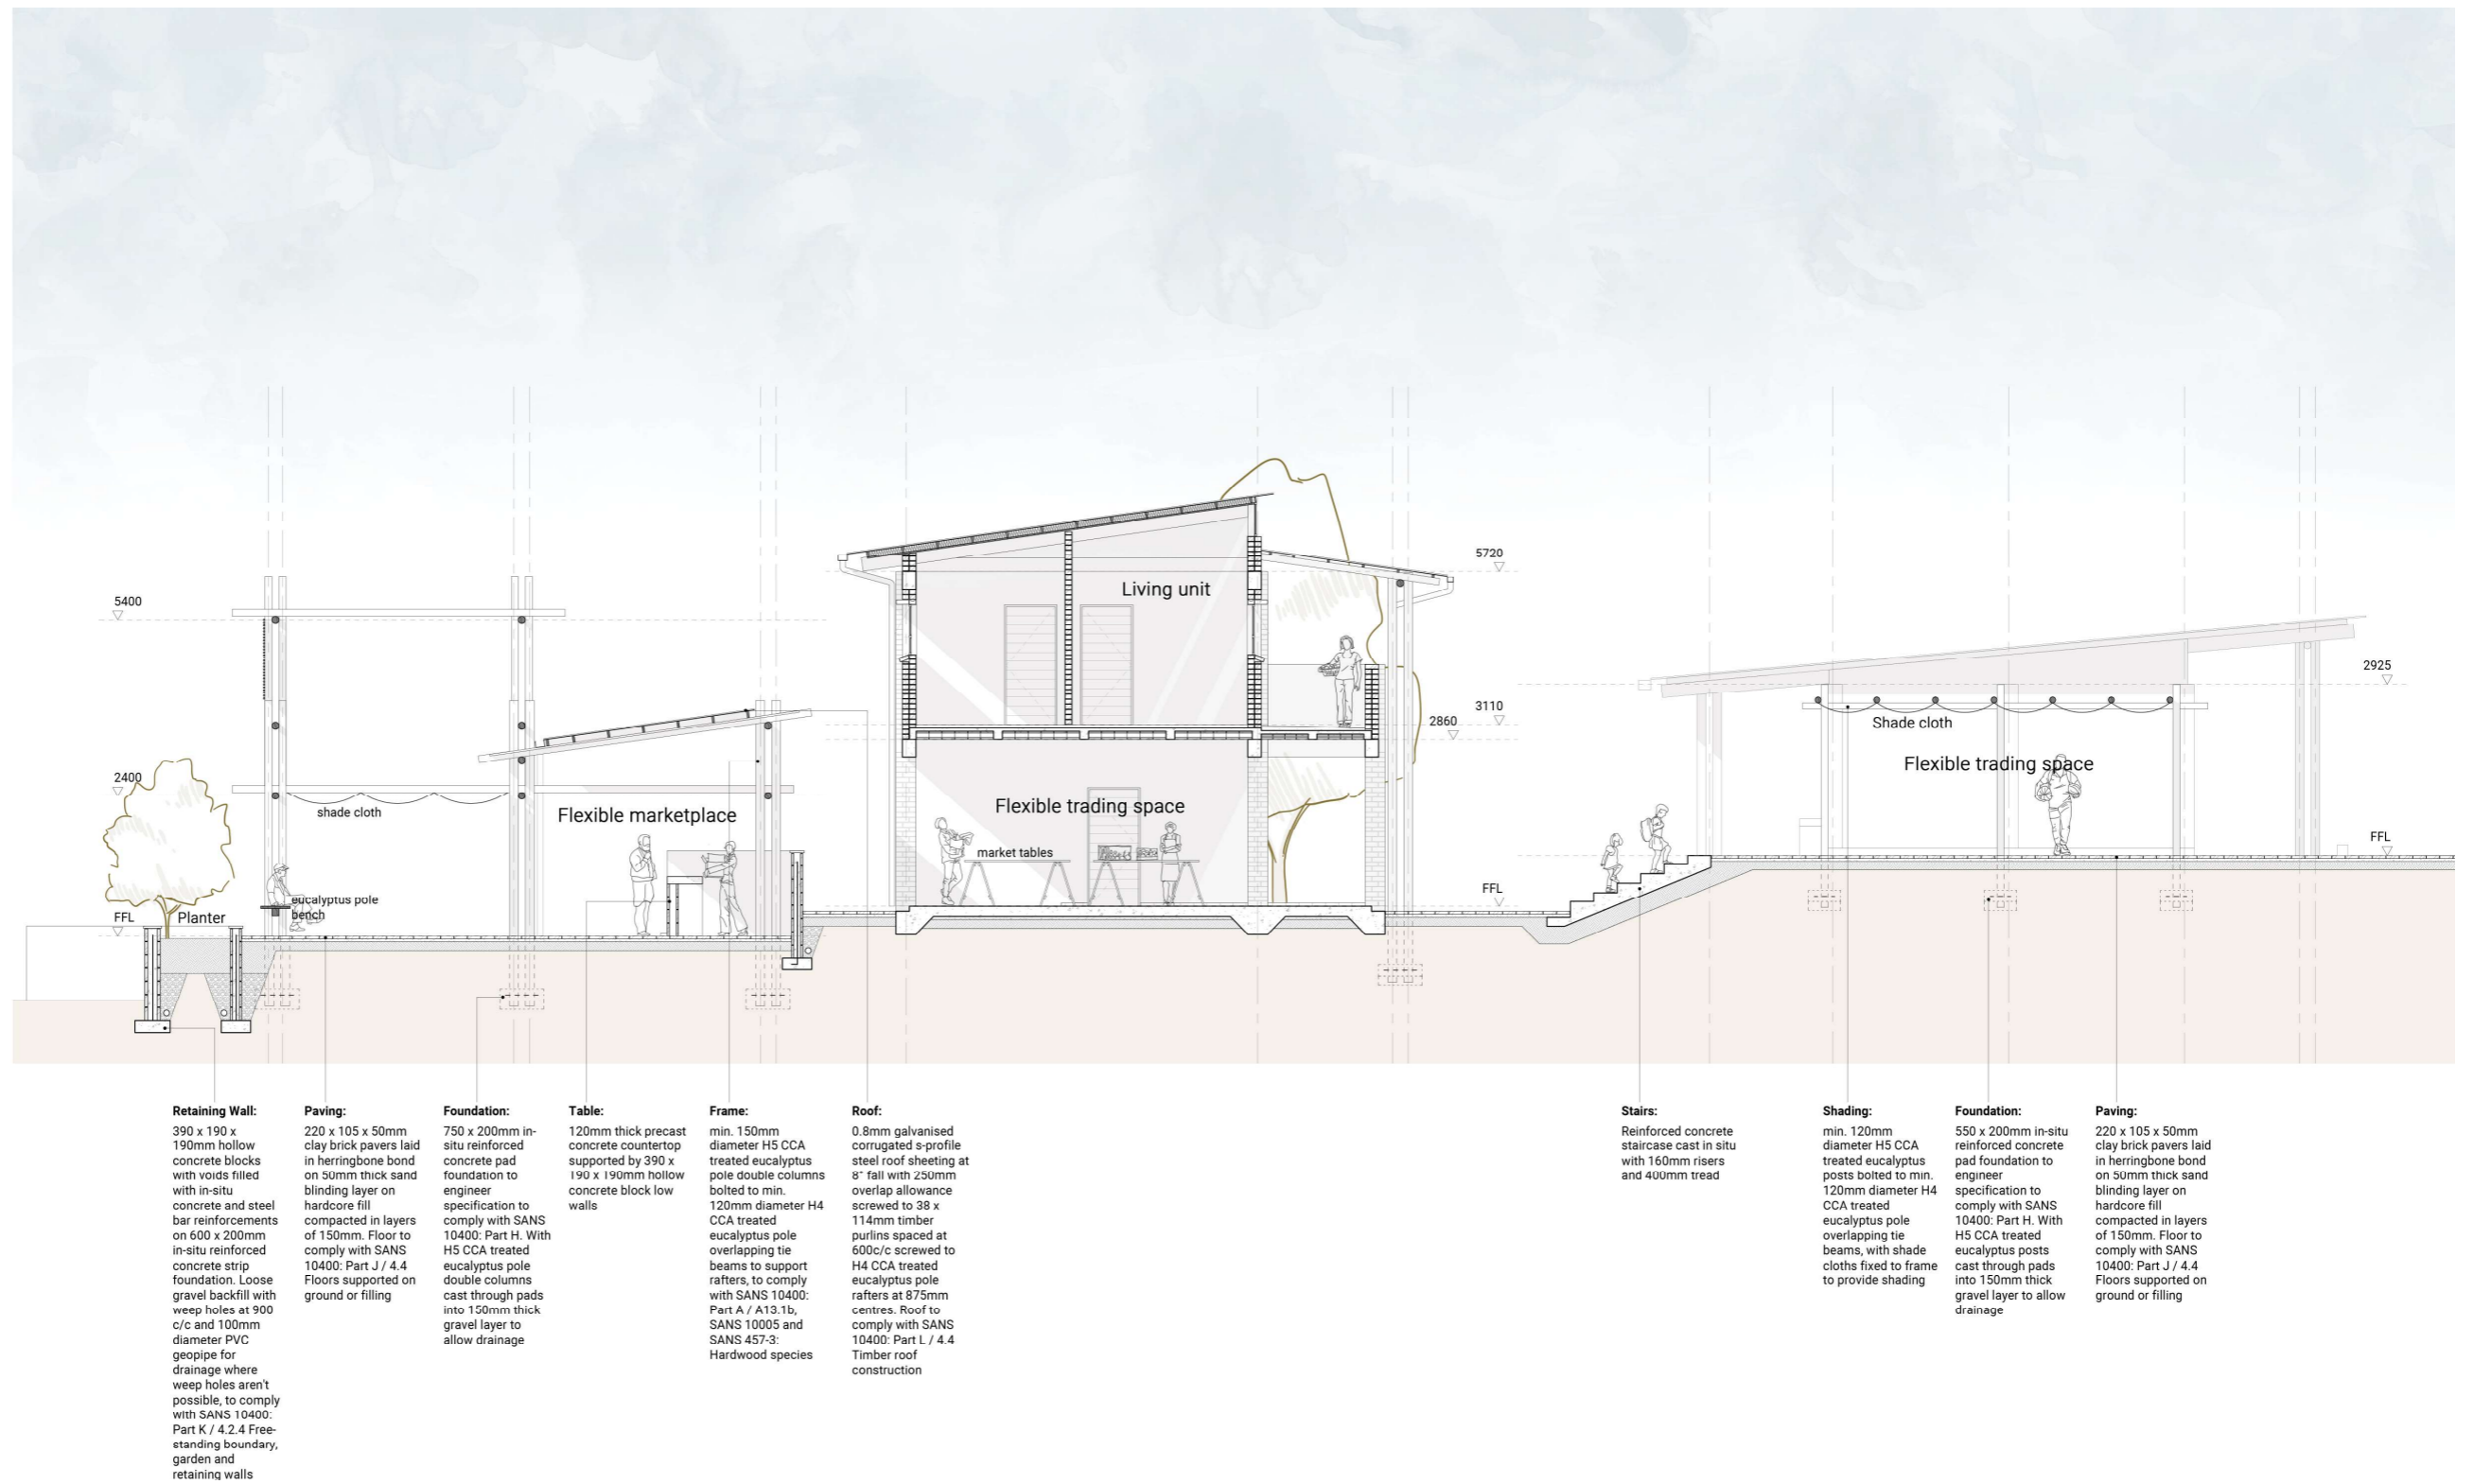 5720
Living unit
5400
2925
3110
2860
Shade cloth
Flexible trading space
2400
Flexible trading space
shade cloth
Flexible marketplace
market tables
FFL
eucalyptus pole
bench
FFL
Planter
FFL
Retaining Wall:
390 x 190 x
190mm hollow
concrete blocks
with voids filled
with in-situ
concrete and steel
bar reinforcements
on 600 x 200mm
in-situ reinforced
concrete strip
foundation. Loose
gravel backfill with
weep holes at 900
c/c and 100mm
diameter PVC
geopipe for
drainage where
weep holes aren't
possible, to comply
with SANS 10400:
Part K / 4.2.4 Free-
standing boundary,
garden and
retaining walls
Paving:
220 x 105 x 50mm
clay brick pavers laid
in herringbone bond
on 50mm thick sand
blinding layer on
hardcore fill
compacted in layers
of 150mm. Floor to
comply with SANS
10400: Part J / 4.4
Floors supported on
ground or filling
Foundation:
750 x 200mm in-
situ reinforced
concrete pad
foundation to
engineer
specification to
comply with SANS
10400: Part H. With
H5 CCA treated
eucalyptus pole
double columns
cast through pads
into 150mm thick
gravel layer to
allow drainage
Table:
120mm thick precast
concrete countertop
supported by 390 x
190 x 190mm hollow
concrete block low
walls
Frame:
min. 150mm
diameter H5 CCA
treated eucalyptus
pole double columns
bolted to min.
120mm diameter H4
CCA treated
eucalyptus pole
overlapping tie
beams to support
rafters, to comply
with SANS 10400:
Part A / A13.1b,
SANS 10005 and
SANS 457-3:
Hardwood species
Roof:
0.8mm galvanised
corrugated s-profile
steel roof sheeting at
8° fall with 250mm
overlap allowance
screwed to 38 x
114mm timber
purlins spaced at
600c/c screwed to
H4 CCA treated
eucalyptus pole
rafters at 875mm
centres. Roof to
comply with SANS
10400: Part L / 4.4
Timber roof
construction
Stairs:
Reinforced concrete
staircase cast in situ
with 160mm risers
and 400mm tread
Shading:
min. 120mm
diameter H5 CCA
treated eucalyptus
posts bolted to min.
120mm diameter H4
CCA treated
eucalyptus pole
overlapping tie
beams, with shade
cloths fixed to frame
to provide shading
Foundation:
550 x 200mm in-situ
reinforced concrete
pad foundation to
engineer
specification to
comply with SANS
10400: Part H. With
H5 CCA treated
eucalyptus posts
cast through pads
into 150mm thick
gravel layer to allow
drainage
Paving:
220 x 105 x 50mm
clay brick pavers laid
in herringbone bond
on 50mm thick sand
blinding layer on
hardcore fill
compacted in layers
of 150mm. Floor to
comply with SANS
10400: Part J / 4.4
Floors supported on
ground or filling